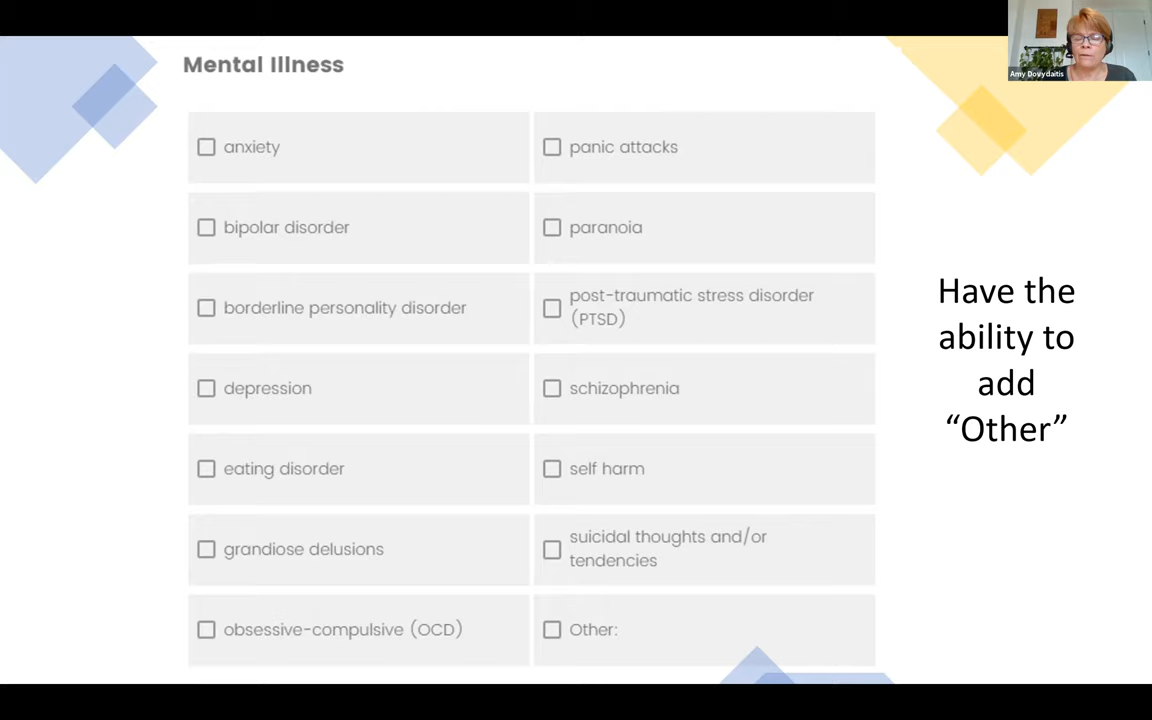 Mental Illness
Amy Dovydaitis
anxiety
panic attacks
bipolar disorder
paranoia
borderline personality disorder
post-traumatic stress disorder
(PTSD)
depression
schizophrenia
eating disorder
self harm
grandiose delusions
suicidal thoughts and/or
tendencies
obsessive-compulsive (OCD)
Other:
Have the
ability to
add
“Other”